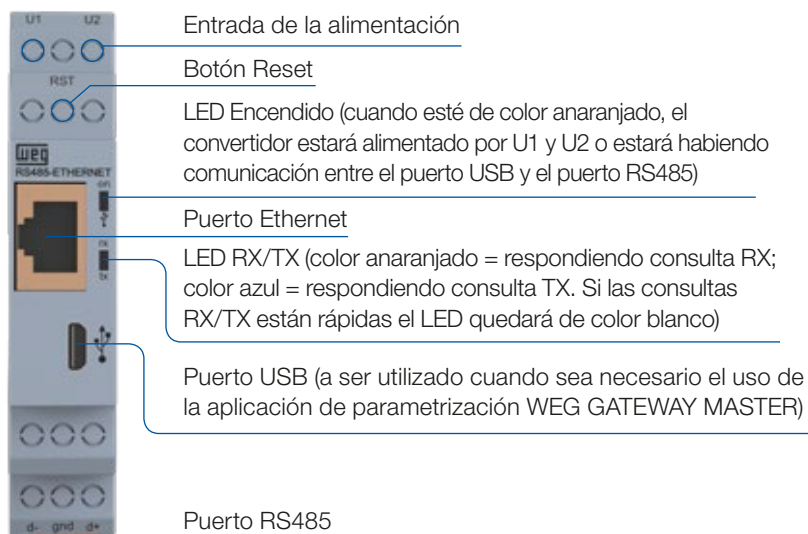 U1 U2
Entrada de la alimentación
RST
Botón Reset
LED Encendido (cuando esté de color anaranjado, el
convertidor estará alimentado por U1 y U2 o estará habiendo
comunicación entre el puerto USB y el puerto RS485)
weg
RS485-ETHERNET
on
Puerto Ethernet
rx
tx
LED RX/TX (color anaranjado = respondiendo consulta RX;
color azul = respondiendo consulta TX. Si las consultas
RX/TX están rápidas el LED quedará de color blanco)
Puerto USB (a ser utilizado cuando sea necesario el uso de
la aplicación de parametrización WEG GATEWAY MASTER)
Puerto RS485
d- gnd d+